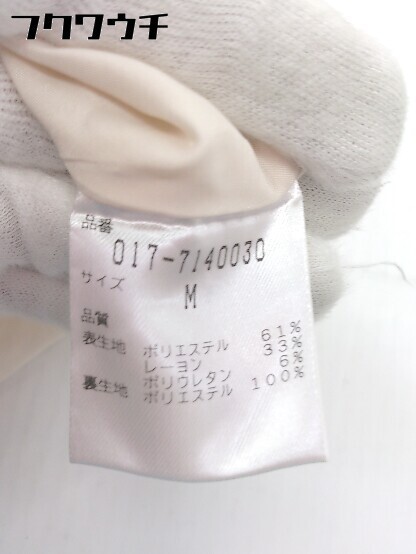 フクワウチ
品番
017-7140030
サイズ
M
品質
表生地 ポリエステル 61%
レーヨン 33%
ポリウレタン 6%
裏生地 ポリエステル 100%